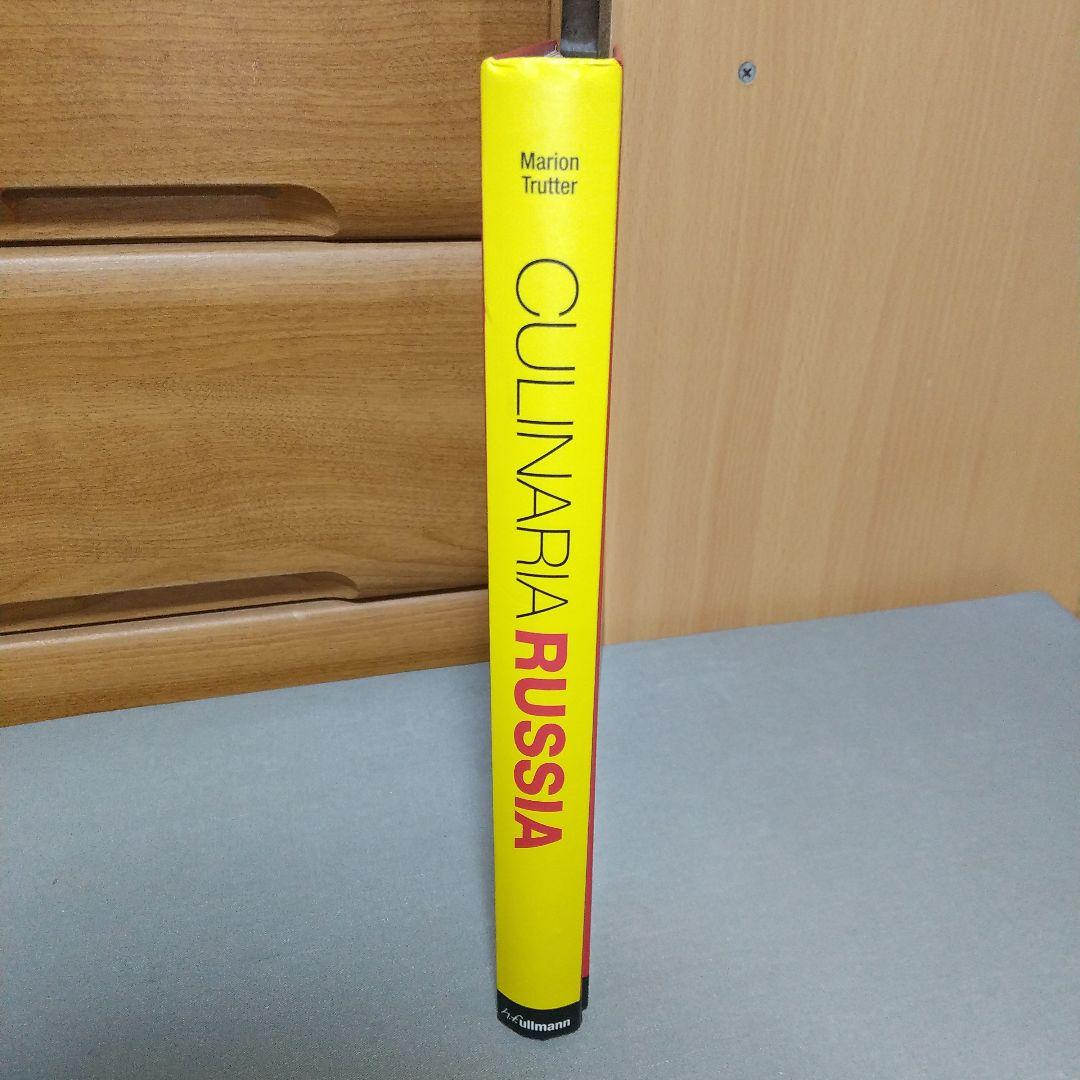 Marion
Trutter
CULINARIA RUSSIA
h.f.ullmann